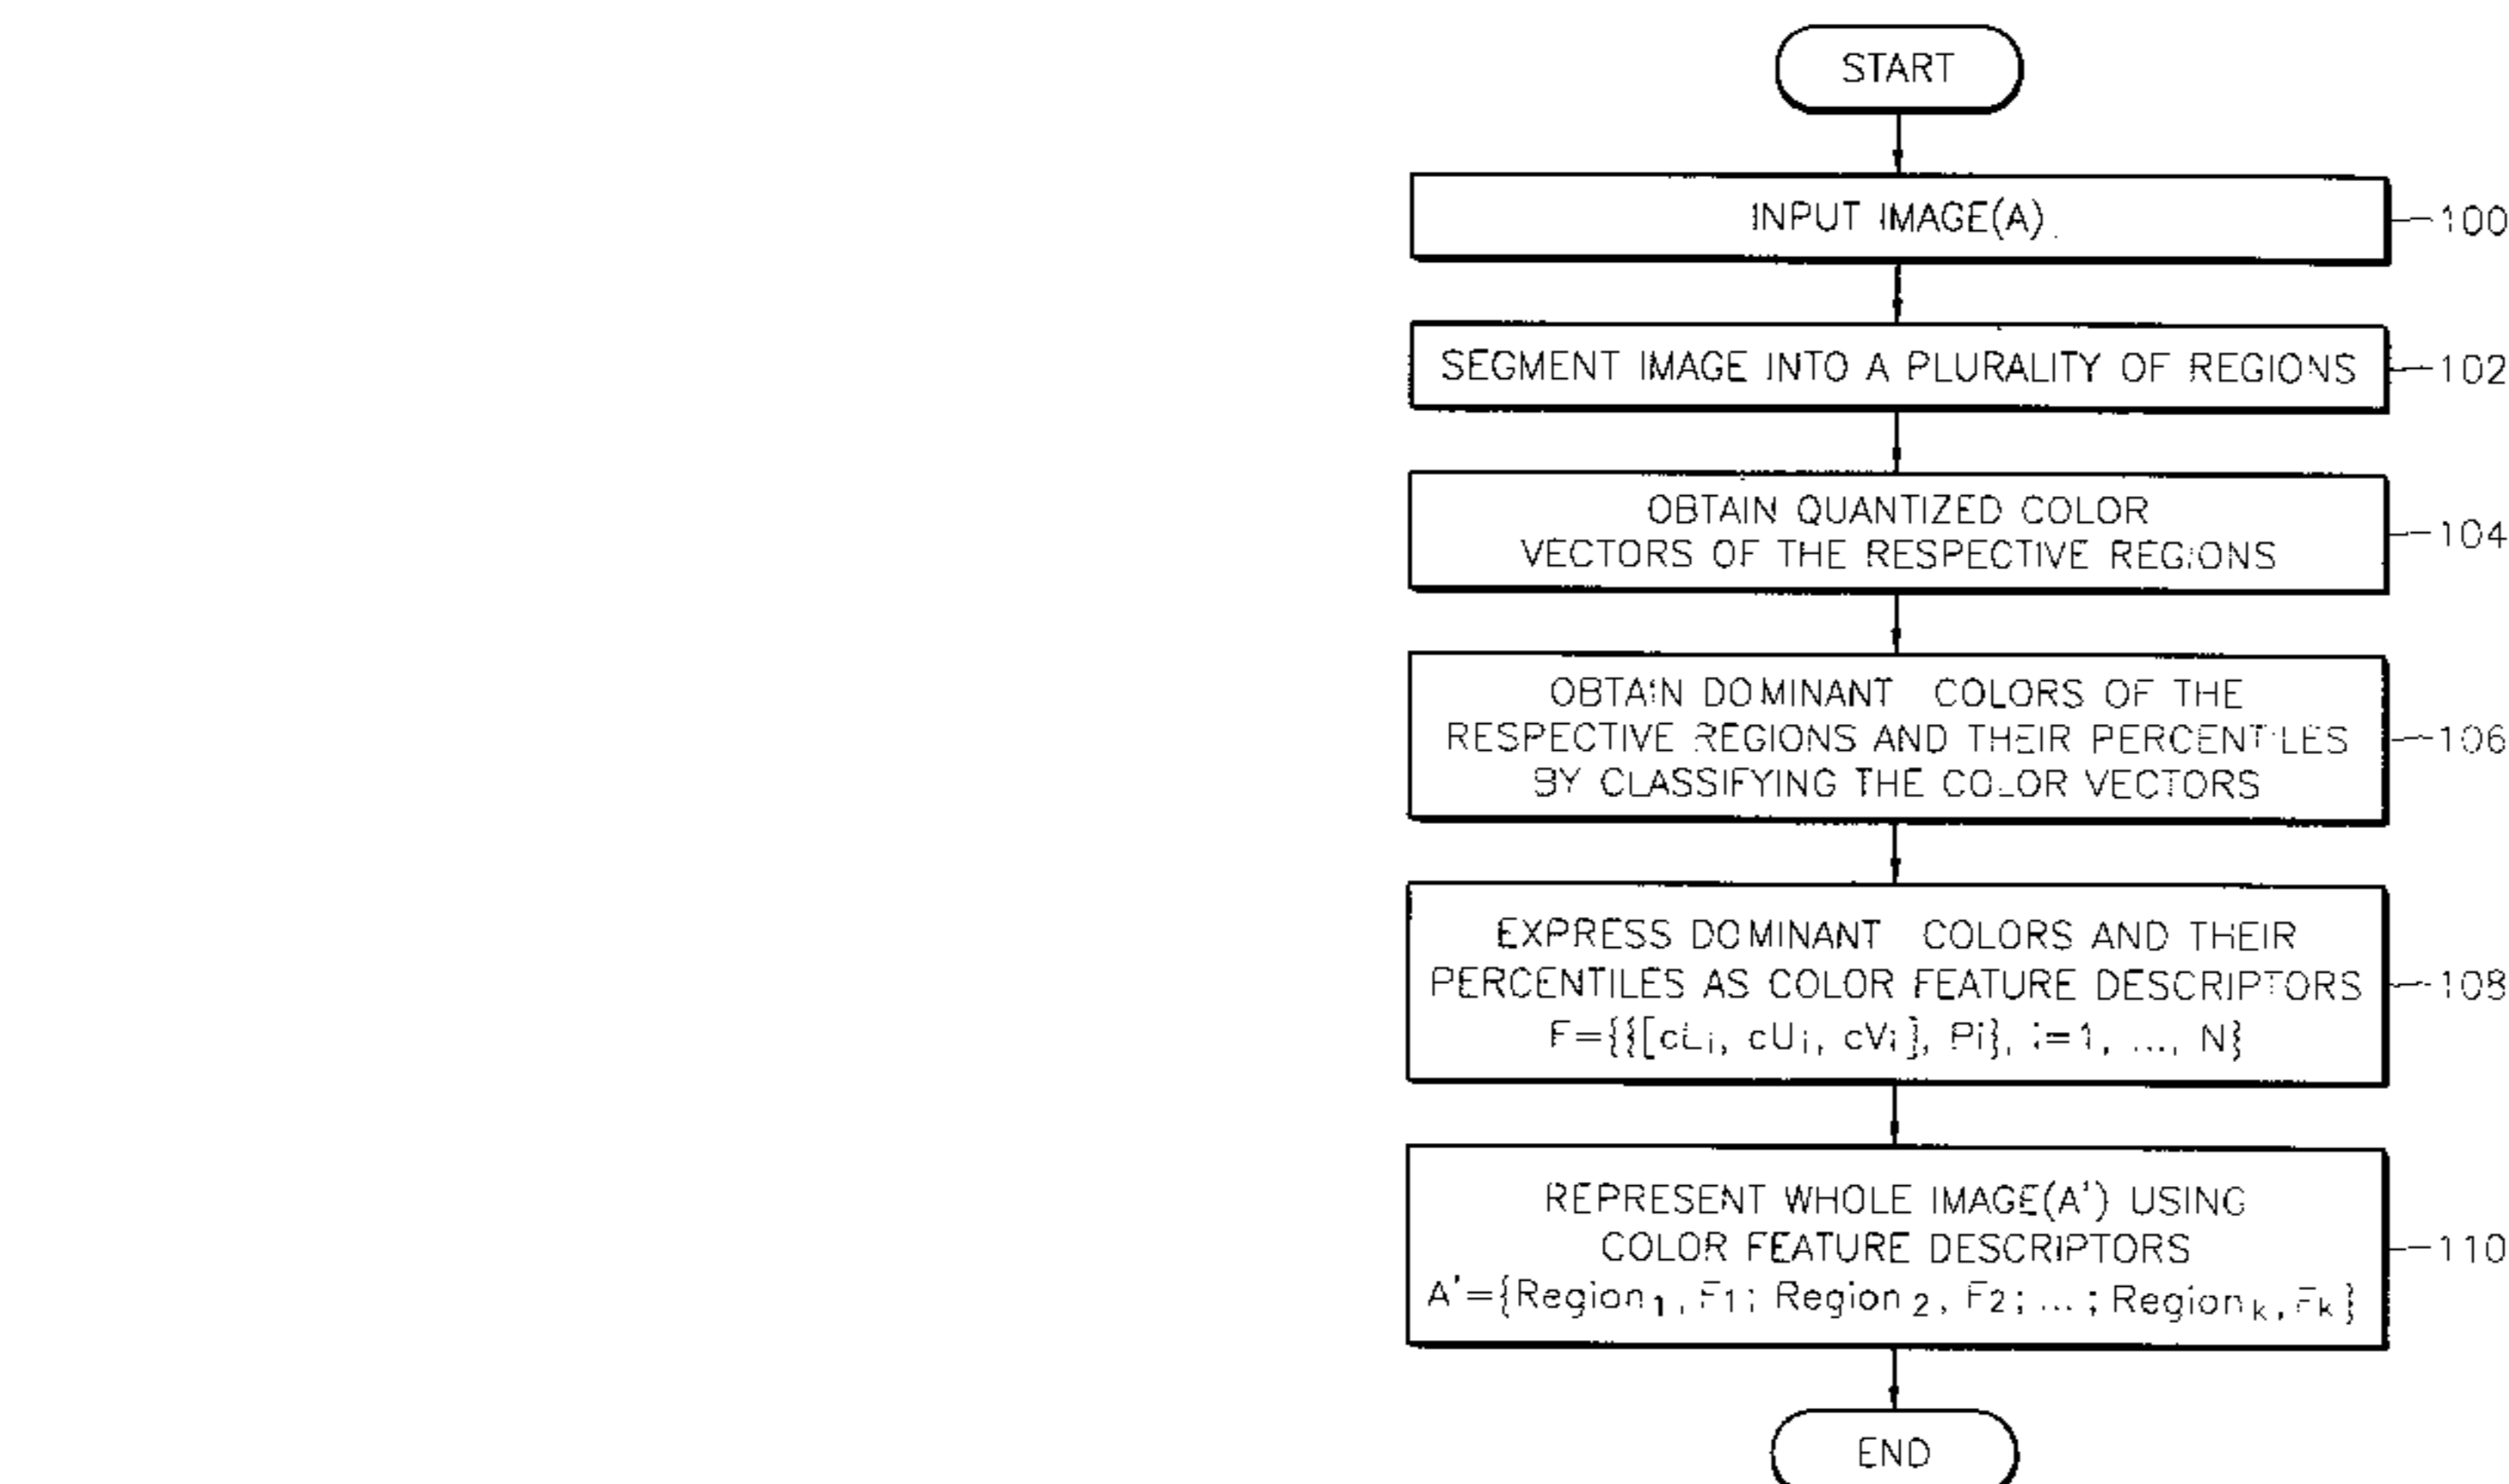 START
INPUT IMAGE(A)
100
SEGMENT IMAGE INTO A PLURALITY OF REGIONS
102
OBTAIN QUANTIZED COLOR
VECTORS OF THE RESPECTIVE REGIONS
104
OBTAIN DOMINANT COLORS OF THE
RESPECTIVE REGIONS AND THEIR PERCENTILES
BY CLASSIFYING THE COLOR VECTORS
106
EXPRESS DOMINANT COLORS AND THEIR
PERCENTILES AS COLOR FEATURE DESCRIPTORS
F={{[cLi, cUi, cVi], Pi}, i=1, ..., N}
108
REPRESENT WHOLE IMAGE(A') USING
COLOR FEATURE DESCRIPTORS
A'={Region1, F1; Region2, F2; ... ; Regionk, Fk}
110
END